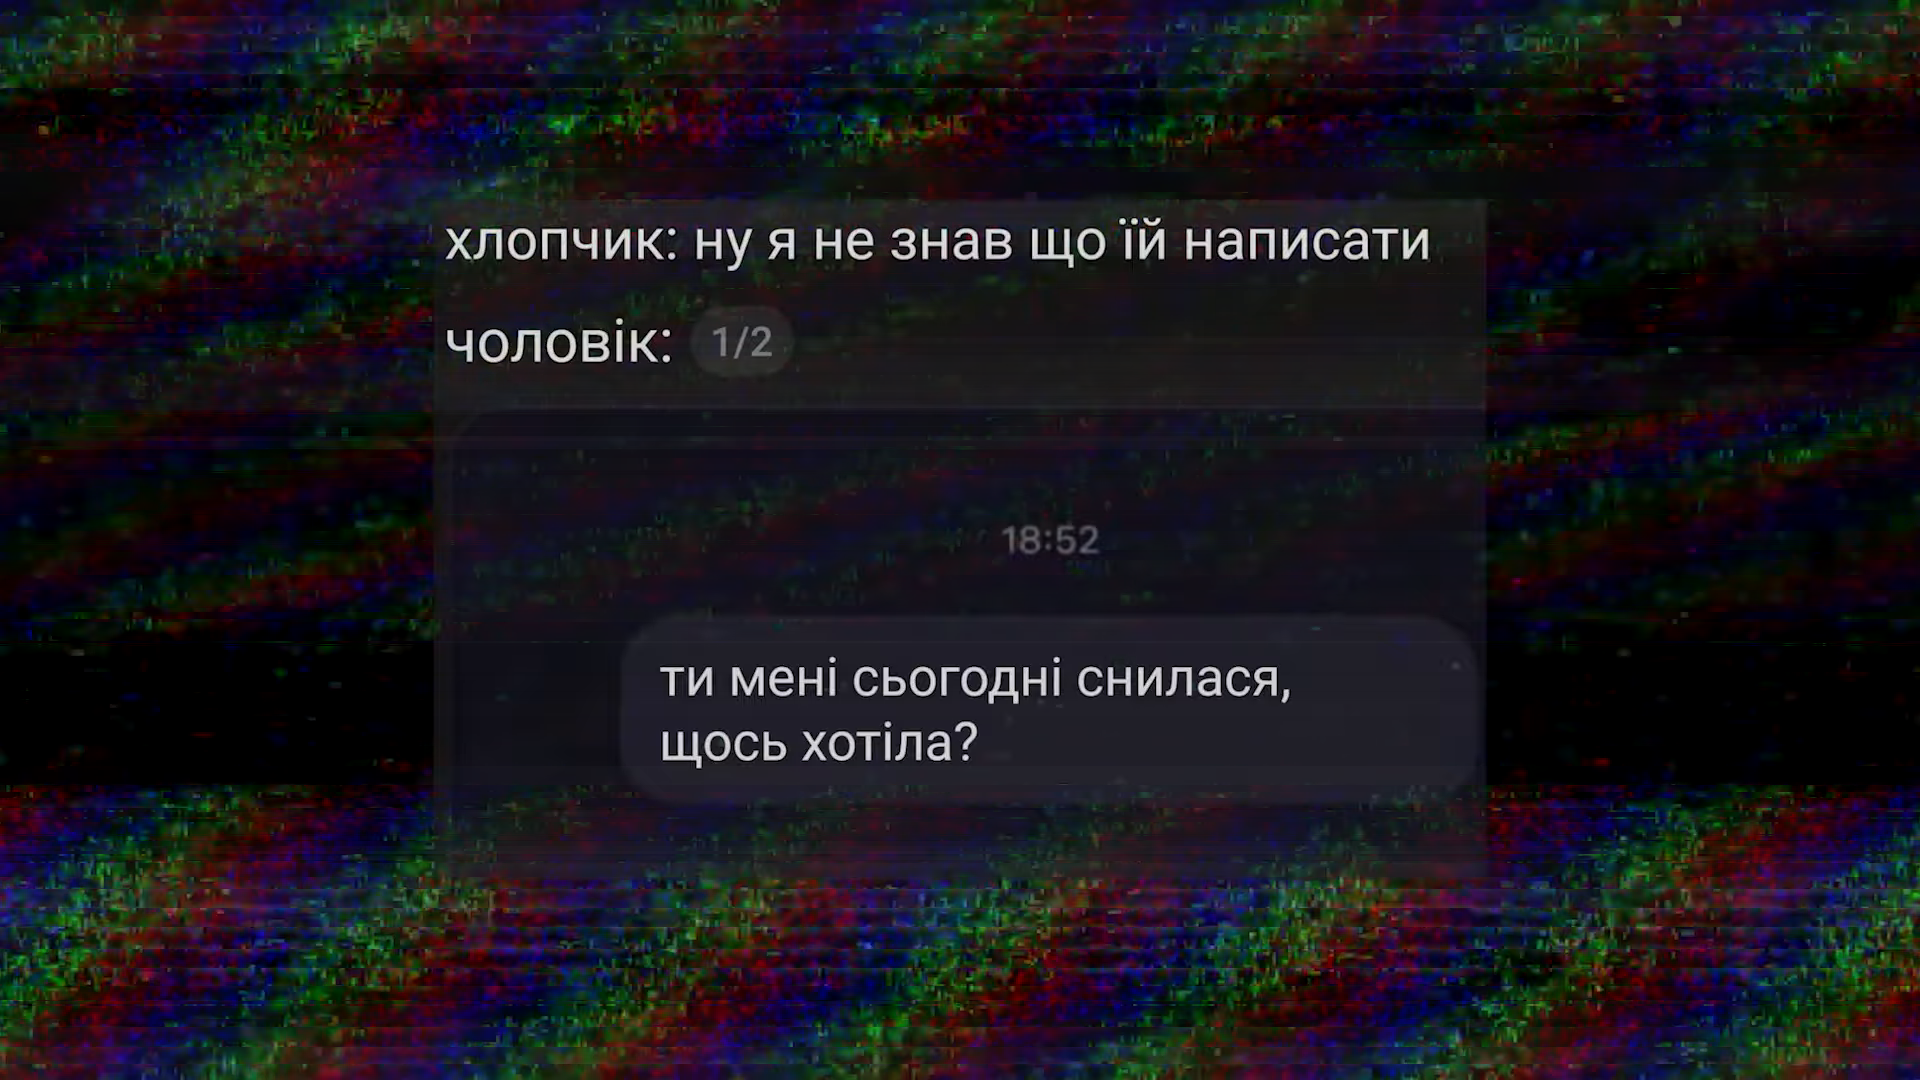 хлопчик: ну я не знав що їй написати
чоловік: 1/2
18:52
ти мені сьогодні снилася,
щось хотіла?